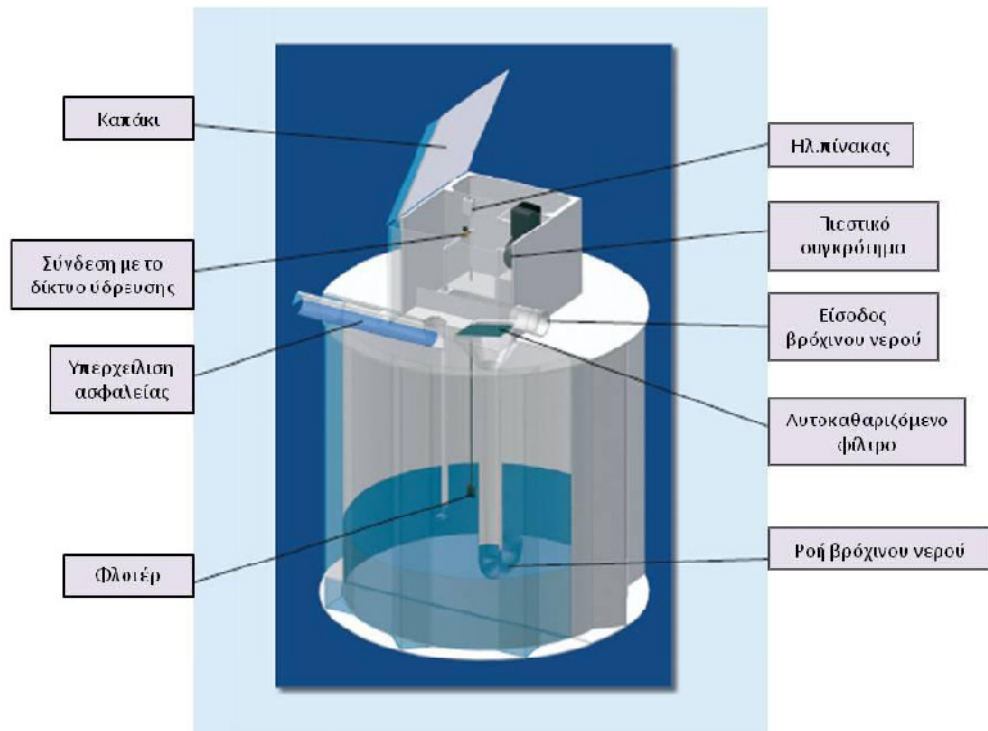 Καπάκι
Σύνδεση με το
δίκτυο ύδρευσης
Υπερχείλιση
ασφαλείας
Φλοτέρ
Ηλ.πίνακας
Πιεστικό
συγκρότημα
Είσοδος
βρόχινου νερού
Αυτοκαθαριζόμενο
φίλτρο
Ροή βρόχινου νερού